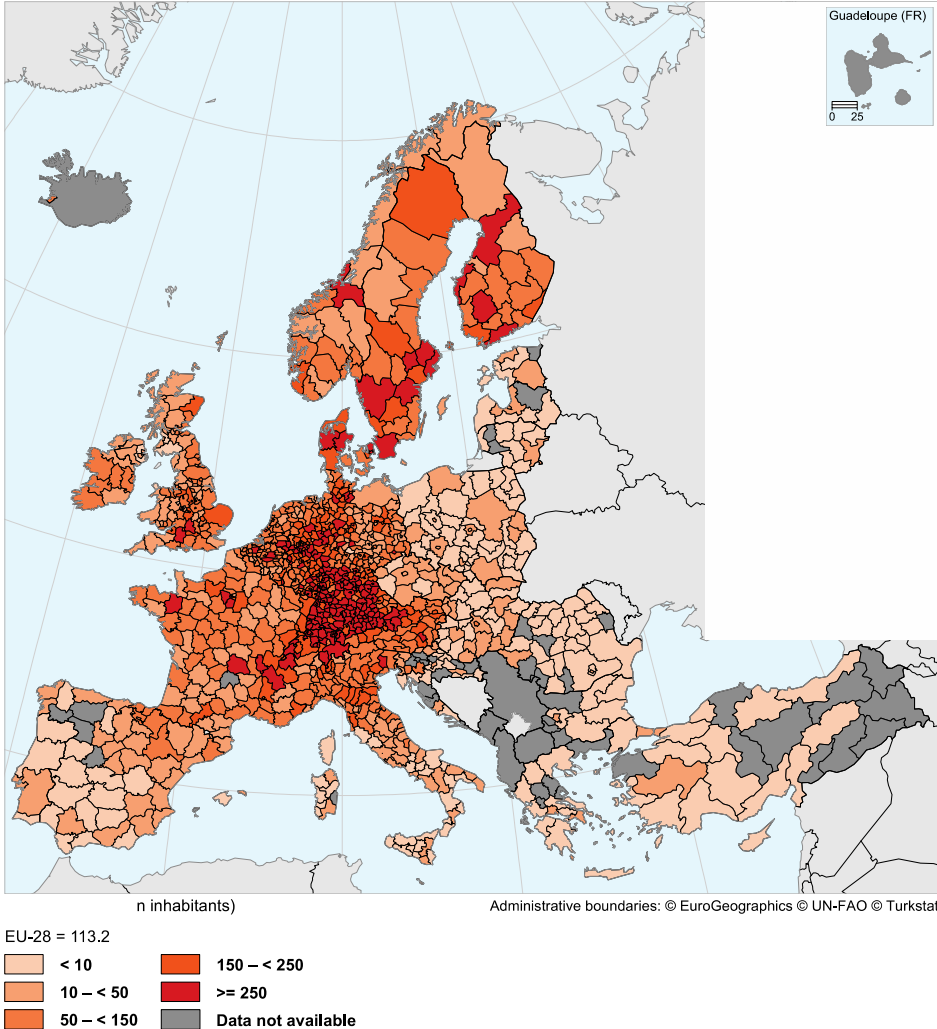 Guadeloupe (FR)
0 25
n inhabitants)
Administrative boundaries: © EuroGeographics © UN-FAO © Turkstat
EU-28 = 113.2
< 10
150 – < 250
10 – < 50
>= 250
50 – < 150
Data not available